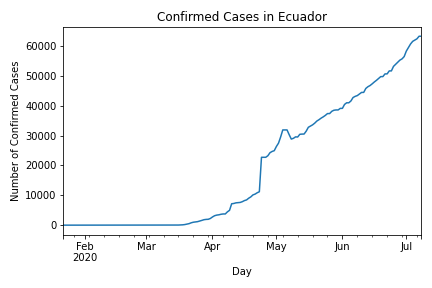 Confirmed Cases in Ecuador
Number of Confirmed Cases
60000
50000
40000
30000
20000
10000
0
Feb Mar Apr May Jun Jul
2020
Day